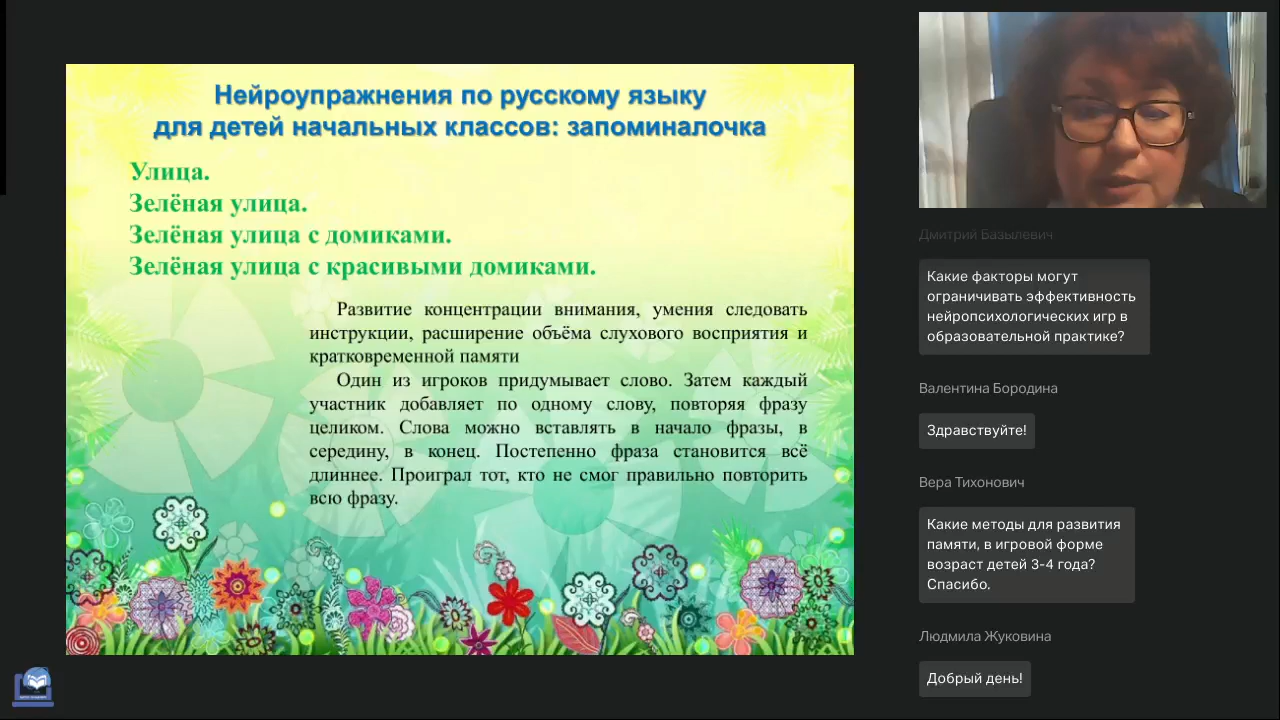 Нейроупражнения по русскому языку
для детей начальных классов: запоминалочка
Улица.
Зелёная улица.
Зелёная улица с домиками.
Зелёная улица с красивыми домиками.
Развитие концентрации внимания, умения следовать
инструкции, расширение объёма слухового восприятия и
кратковременной памяти
Один из игроков придумывает слово. Затем каждый
участник добавляет по одному слову, повторяя фразу
целиком. Слова можно вставлять в начало фразы, в
середину, в конец. Постепенно фраза становится всё
длиннее. Проиграл тот, кто не смог правильно повторить
всю фразу.
Дмитрий Базылевич
Какие факторы могут
ограничивать эффективность
нейропсихологических игр в
образовательной практике?
Валентина Бородина
Здравствуйте!
Вера Тихонович
Какие методы для развития
памяти, в игровой форме
возраст детей 3-4 года?
Спасибо.
Людмила Жуковина
Добрый день!